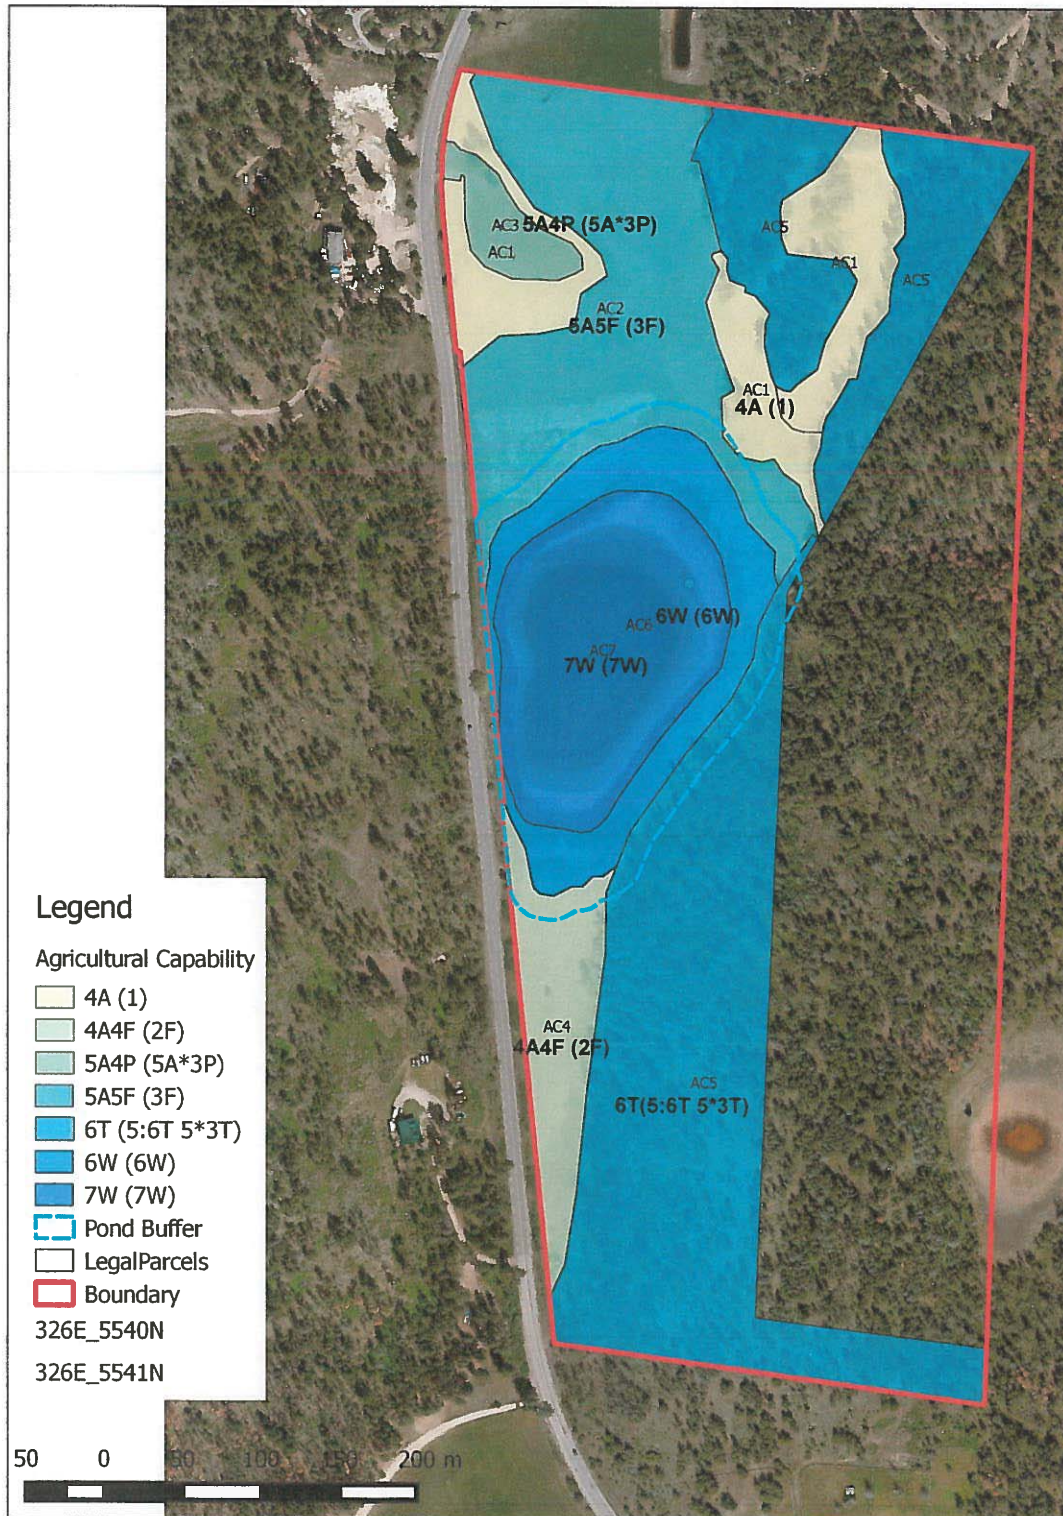 AC3 5A4P (5A*3P)
AC1
AC5
AC1
AC5
AC2
5A5F (3F)
AC1
4A (1)
AC6 6W (6W)
AC7
7W (7W)
AC4
4A4F (2F)
AC5
6T(5:6T 5*3T)
Legend
Agricultural Capability
4A (1)
4A4F (2F)
5A4P (5A*3P)
5A5F (3F)
6T (5:6T 5*3T)
6W (6W)
7W (7W)
Pond Buffer
LegalParcels
Boundary
326E_5540N
326E_5541N
50 0 50 100 150 200 m